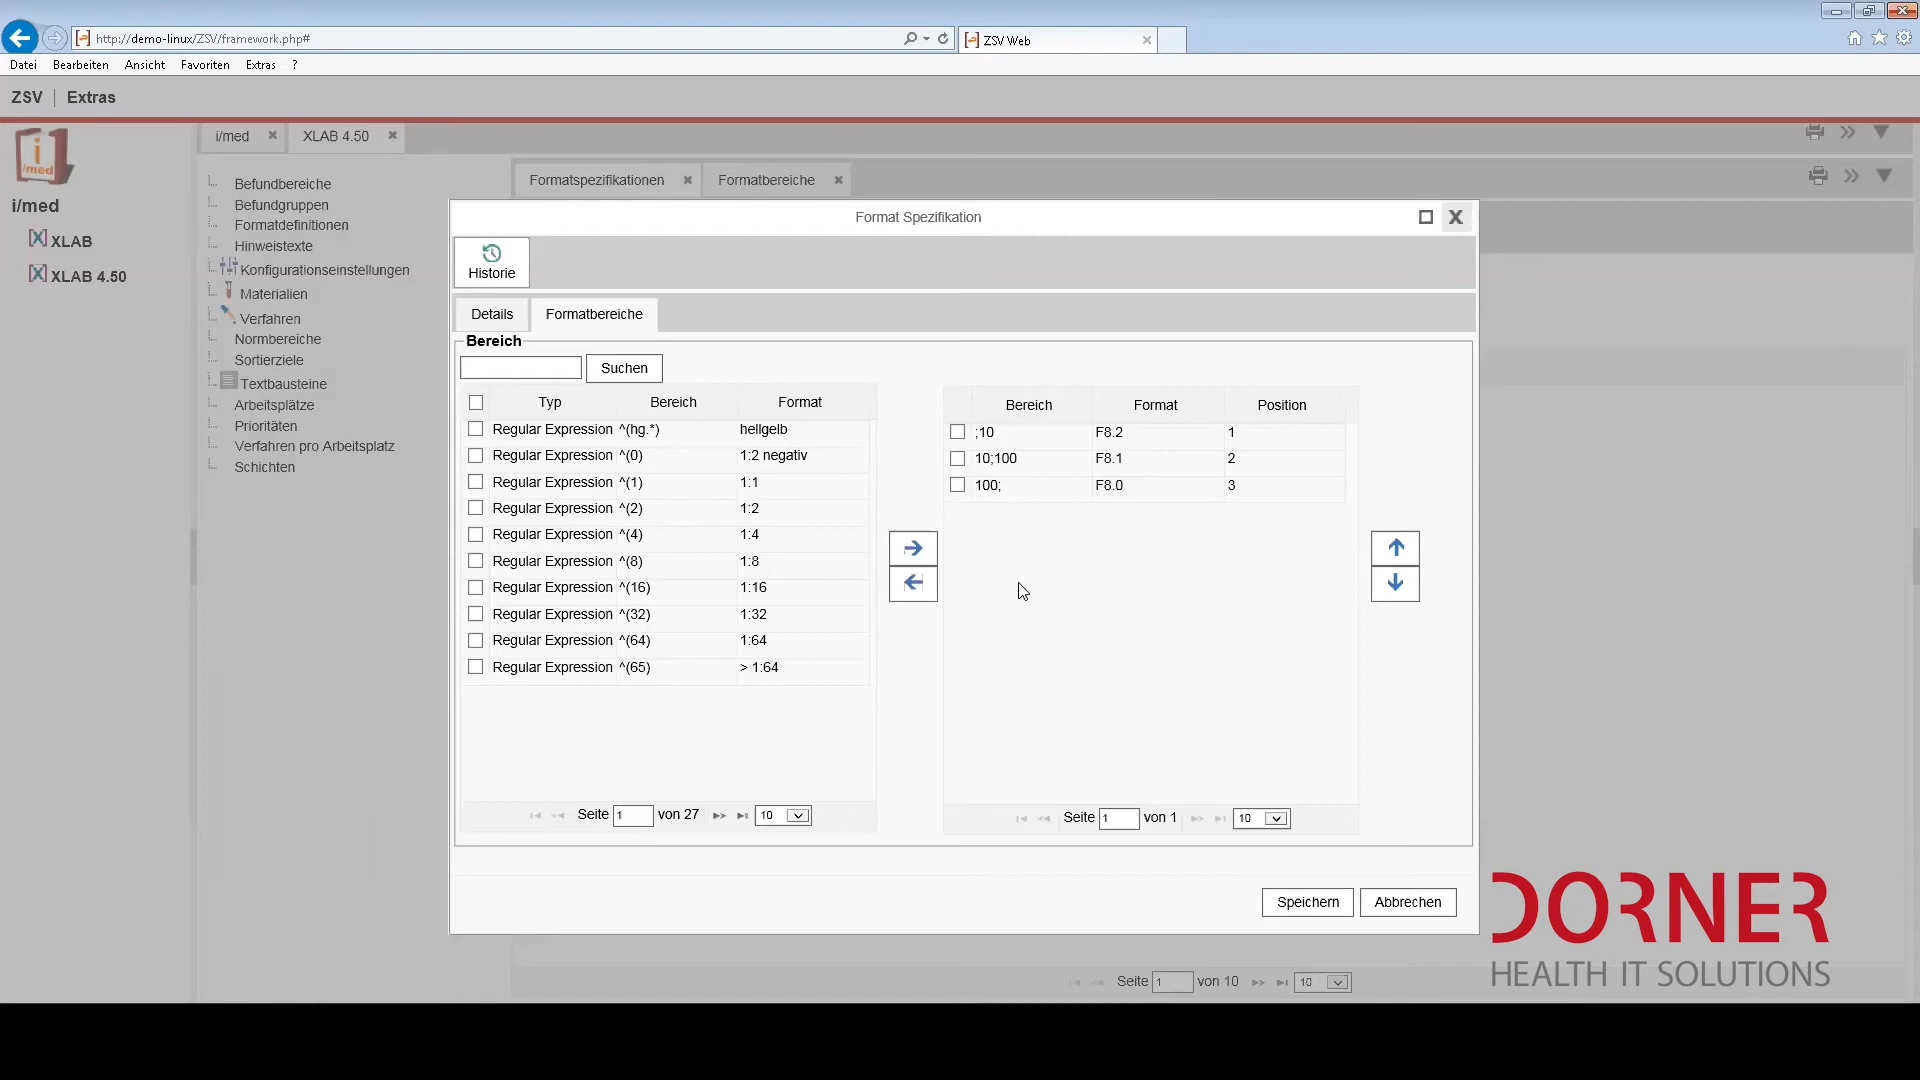 http://demo-linux/ZSV/framework.php#
ZSV Web
Datei Bearbeiten Ansicht Favoriten Extras ?
ZSV Extras
i/med XLAB 4.50
i/med
i/med
XLAB
XLAB 4.50
Befundbereiche
Befundgruppen
Formatdefinitionen
Hinweistexte
Konfigurationseinstellungen
Materialien
Verfahren
Normbereiche
Sortierziele
Textbausteine
Arbeitsplätze
Prioritäten
Verfahren pro Arbeitsplatz
Schichten
Formatspezifikationen Formatbereiche
Format Spezifikation
Historie
Details Formatbereiche
Bereich
Suchen
Typ Bereich Format
Regular Expression ^(hg.*) hellgelb
Regular Expression ^(0) 1:2 negativ
Regular Expression ^(1) 1:1
Regular Expression ^(2) 1:2
Regular Expression ^(4) 1:4
Regular Expression ^(8) 1:8
Regular Expression ^(16) 1:16
Regular Expression ^(32) 1:32
Regular Expression ^(64) 1:64
Regular Expression ^(65) > 1:64
Seite 1 von 27 10
Bereich Format Position
;10 F8.2 1
10;100 F8.1 2
100; F8.0 3
Seite 1 von 1 10
Speichern Abbrechen
Seite 1 von 10 10
DORNER
HEALTH IT SOLUTIONS